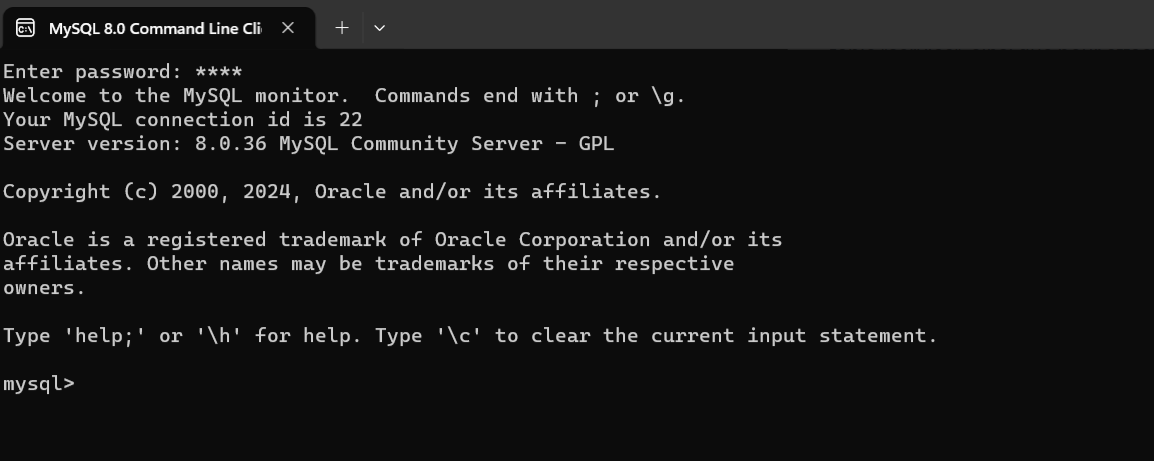 MySQL 8.0 Command Line Cli
Enter password: ****
Welcome to the MySQL monitor.  Commands end with ; or \g.
Your MySQL connection id is 22
Server version: 8.0.36 MySQL Community Server - GPL

Copyright (c) 2000, 2024, Oracle and/or its affiliates.

Oracle is a registered trademark of Oracle Corporation and/or its
affiliates. Other names may be trademarks of their respective
owners.

Type 'help;' or '\h' for help. Type '\c' to clear the current input statement.

mysql>